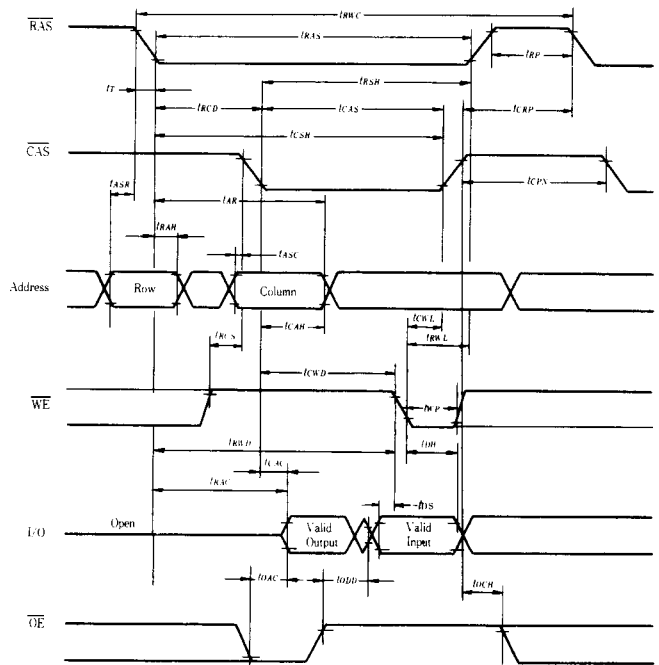 tRWC
RAS
tRAS
tRP
tRSH
tT
tRCD
tCAS
tCRP
tCSH
CAS
tASR
tCPN
tAR
tRAH
tASC
Address
Row
Column
tCAH
tCWL
tRCS
tRWL
tCWD
WE
tWP
tRWD
tDH
tCAC
tRAC
tDS
Open
I/O
Valid
Output
Valid
Input
tOAC
tODD
tOCH
OE